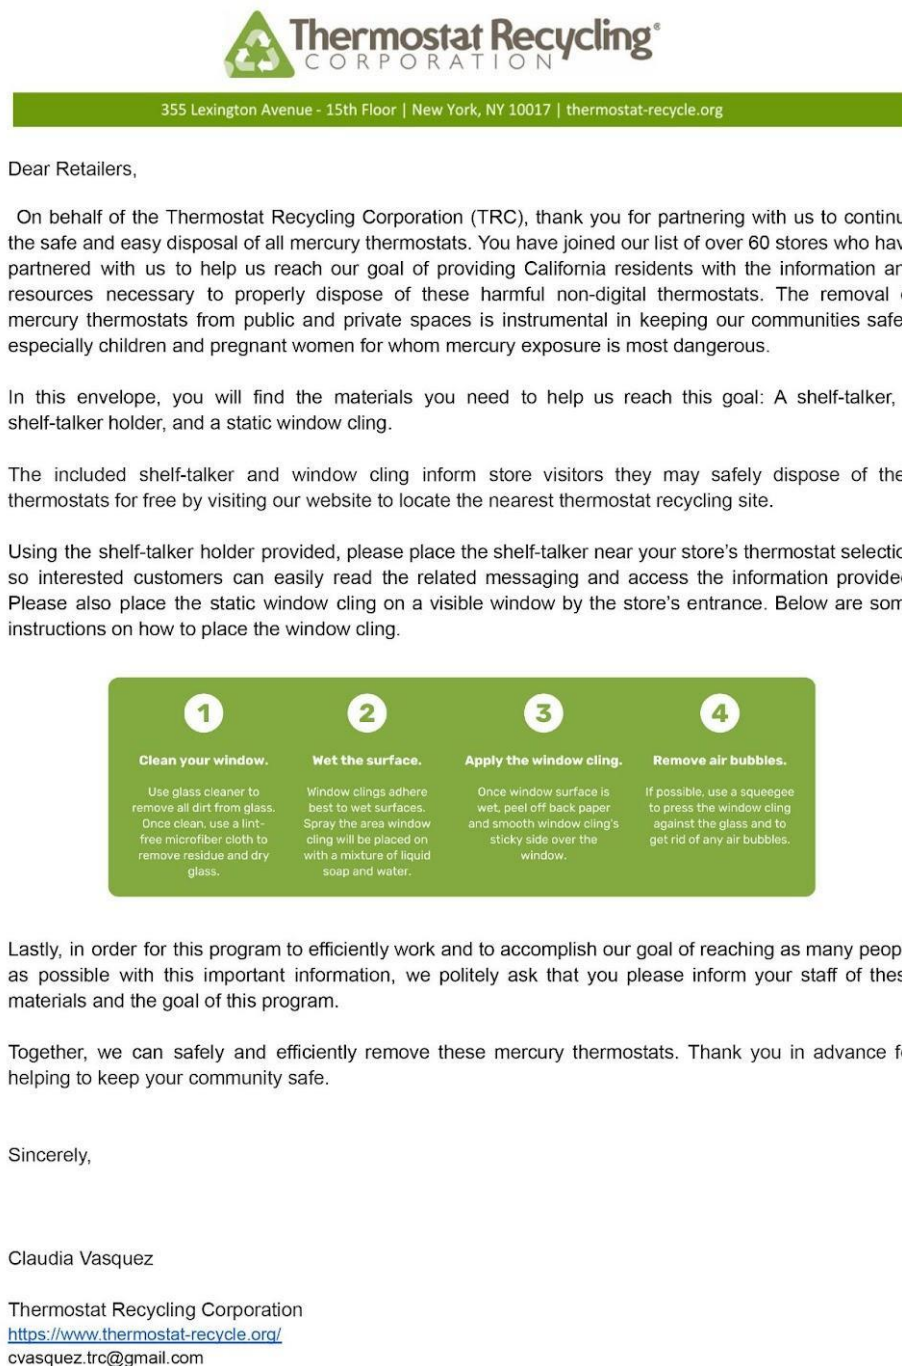 Thermostat Recycling®
CORPORATION
355 Lexington Avenue - 15th Floor | New York, NY 10017 | thermostat-recycle.org
Dear Retailers,
On behalf of the Thermostat Recycling Corporation (TRC), thank you for partnering with us to continu
the safe and easy disposal of all mercury thermostats. You have joined our list of over 60 stores who hav
partnered with us to help us reach our goal of providing California residents with the information an
resources necessary to properly dispose of these harmful non-digital thermostats. The removal
mercury thermostats from public and private spaces is instrumental in keeping our communities safe
especially children and pregnant women for whom mercury exposure is most dangerous.
In this envelope, you will find the materials you need to help us reach this goal: A shelf-talker,
shelf-talker holder, and a static window cling.
The included shelf-talker and window cling inform store visitors they may safely dispose of the
thermostats for free by visiting our website to locate the nearest thermostat recycling site.
Using the shelf-talker holder provided, please place the shelf-talker near your store's thermostat selectio
so interested customers can easily read the related messaging and access the information provide
Please also place the static window cling on a visible window by the store's entrance. Below are som
instructions on how to place the window cling.
1
Clean your window.
Use glass cleaner to
remove all dirt from glass.
Once clean, use a lint-
free microfiber cloth to
remove residue and dry
glass.
2
Wet the surface.
Window clings adhere
best to wet surfaces.
Spray the area window
cling will be placed on
with a mixture of liquid
soap and water.
3
Apply the window cling.
Once window surface is
wet, peel off back paper
and smooth window cling's
sticky side over the
window.
4
Remove air bubbles.
If possible, use a squeegee
to press the window cling
against the glass and to
get rid of any air bubbles.
Lastly, in order for this program to efficiently work and to accomplish our goal of reaching as many peop
as possible with this important information, we politely ask that you please inform your staff of thes
materials and the goal of this program.
Together, we can safely and efficiently remove these mercury thermostats. Thank you in advance f
helping to keep your community safe.
Sincerely,
Claudia Vasquez
Thermostat Recycling Corporation
https://www.thermostat-recycle.org/
cvasquez.trc@gmail.com